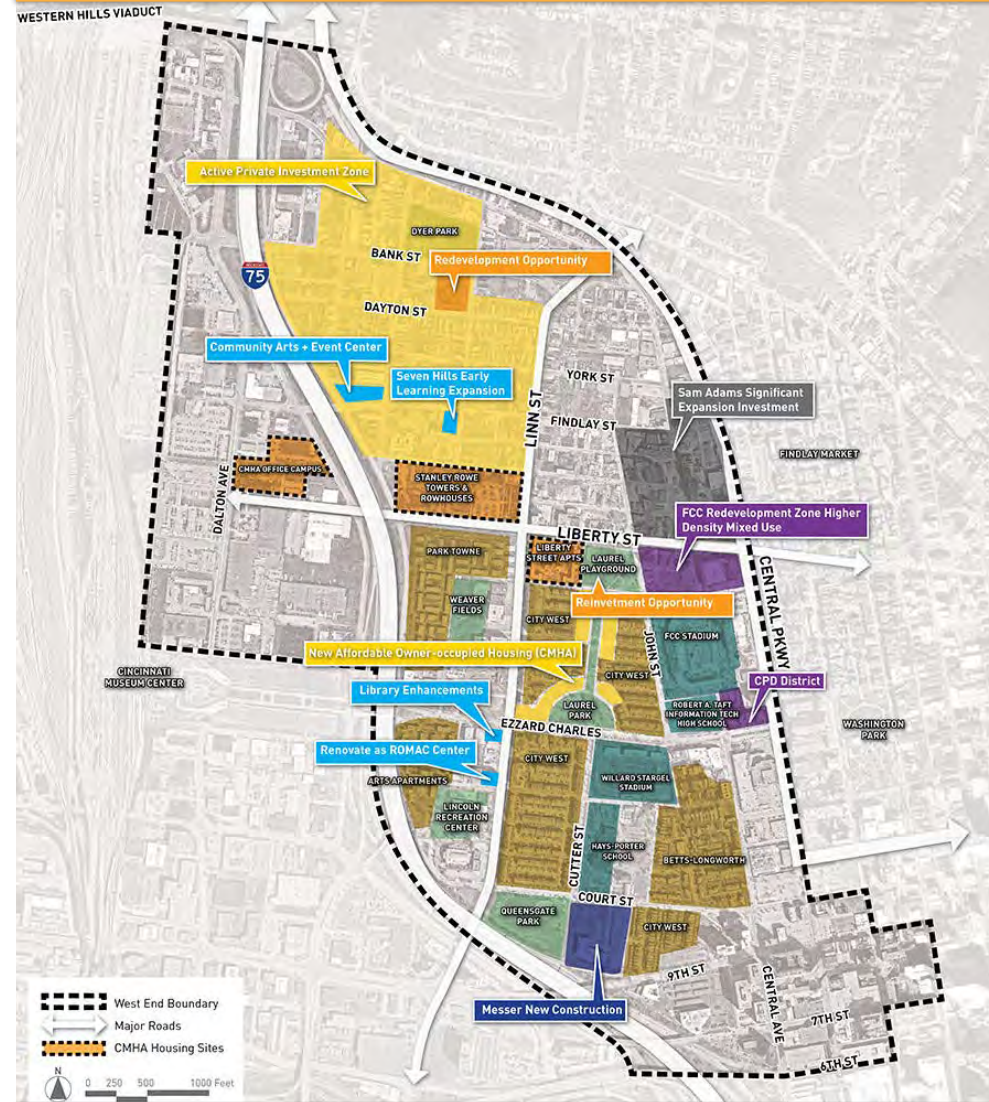 WESTERN HILLS VIADUCT
Active Private Investment Zone
DYER PARK
BANK ST
Redevelopment Opportunity
75
DAYTON ST
Community Arts + Event Center
Seven Hills Early
Learning Expansion
YORK ST
Sam Adams Significant
Expansion Investment
LINN ST
FINDLAY ST
FINDLAY MARKET
CMHA OFFICE CAMPUS
STANLEY ROWE
TOWERS &
ROWHOUSES
DALTON AVE
FCC Redevelopment Zone Higher
Density Mixed Use
LIBERTY ST
PARK TOWNE
LIBERTY
STREET APTS
LAUREL
PLAYGROUND
CENTRAL PKWY
WEAVER
FIELDS
Reinvetment Opportunity
CITY WEST
JOHN ST
FCC STADIUM
New Affordable Owner-occupied Housing (CMHA)
CITY WEST
CINCINNATI
MUSEUM CENTER
CPD District
Library Enhancements
LAUREL
PARK
ROBERT A. TAFT
INFORMATION TECH
HIGH SCHOOL
WASHINGTON
PARK
EZZARD CHARLES
Renovate as ROMAC Center
CITY WEST
ARTS APARTMENTS
WILLARD STARGEL
STADIUM
LINCOLN
RECREATION
CENTER
CUTTER ST
HAYS-PORTER
SCHOOL
BETTS-LONGWORTH
COURT ST
QUEENSGATE
PARK
CITY WEST
9TH ST
CENTRAL AVE
Messer New Construction
7TH ST
6TH ST
West End Boundary
Major Roads
CMHA Housing Sites
N
0 250 500 1000 Feet